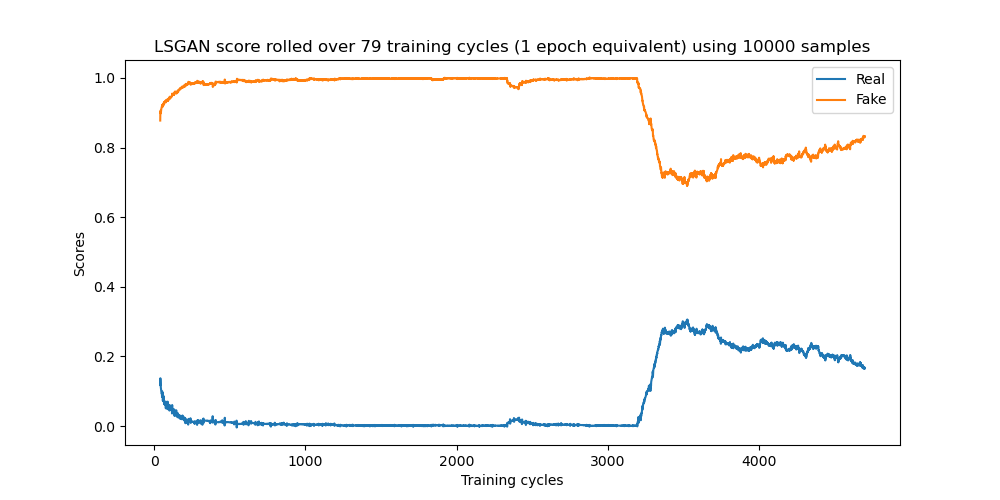 LSGAN score rolled over 79 training cycles (1 epoch equivalent) using 10000 samples
Real
Fake
1.0
0.8
0.6
0.4
0.2
0.0
Scores
0 1000 2000 3000 4000
Training cycles